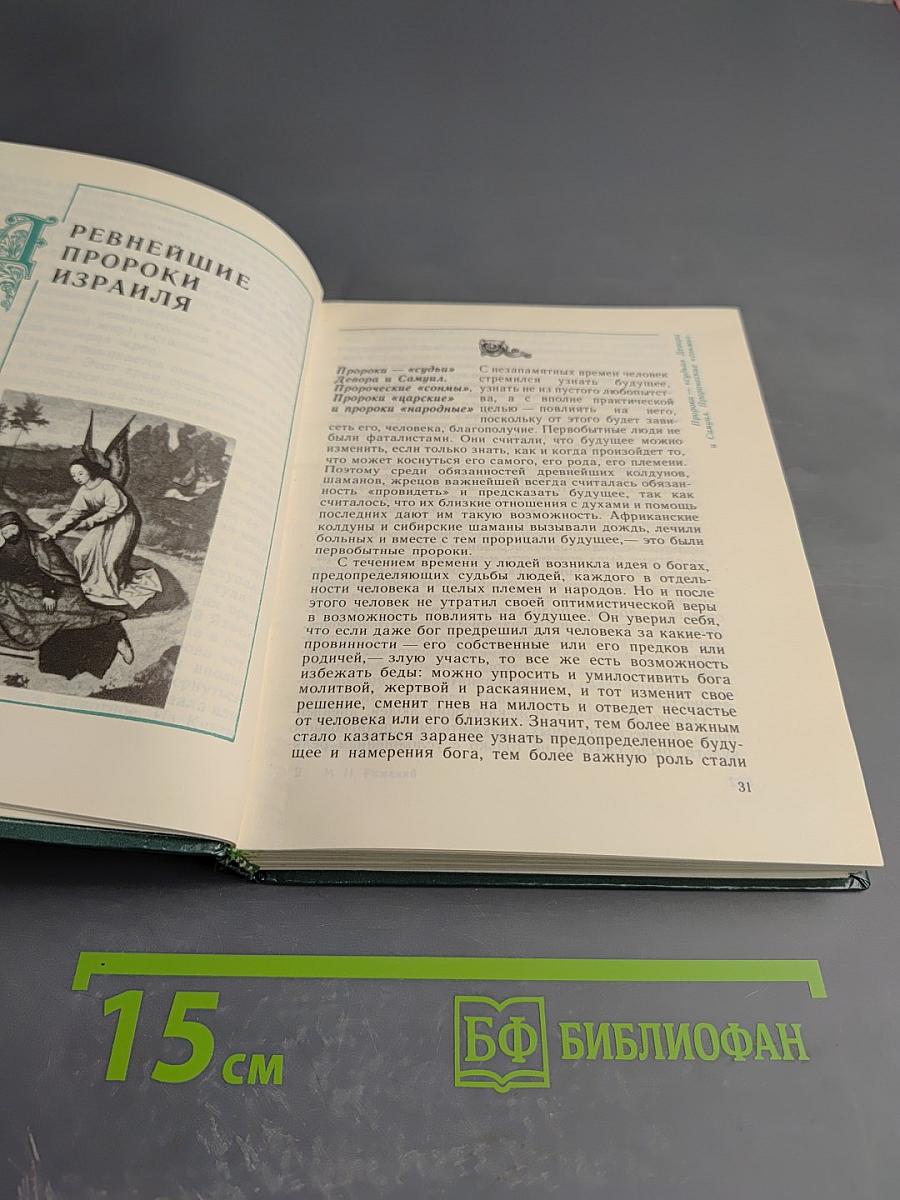 ДРЕВНЕЙШИЕ
ПРОРОКИ
ИЗРАИЛЯ
Пророки — «судьи»
Девора и Самуил.
Пророческие «сонмы».
Пророки «царские»
и пророки «народные»
С незапамятных времен человек
стремился узнать будущее,
узнать не из пустого любопытст-
ва, а с вполне практической
целью — повлиять на него,
поскольку от этого будет зави-
сеть его, человека, благополучие. Первобытные люди не
были фаталистами. Они считали, что будущее можно
изменить, если только знать, как и когда произойдет то,
что может коснуться его самого, его рода, его племени.
Поэтому среди обязанностей древнейших колдунов,
шаманов, жрецов важнейшей всегда считалась обязан-
ность «провидеть» и предсказать будущее, так как
считалось, что их близкие отношения с духами и помощь
последних дают им такую возможность. Африканские
колдуны и сибирские шаманы вызывали дождь, лечили
больных и вместе с тем прорицали будущее,— это были
первобытные пророки.
С течением времени у людей возникла идея о богах,
предопределяющих судьбы людей, каждого в отдель-
ности человека и целых племен и народов. Но и после
этого человек не утратил своей оптимистической веры
в возможность повлиять на будущее. Он уверил себя,
что если даже бог предрешил для человека за какие-то
провинности — его собственные или его предков или
родичей,— злую участь, то все же есть возможность
избежать беды: можно упросить и умилостивить бога
молитвой, жертвой и раскаянием, и тот изменит свое
решение, сменит гнев на милость и отведет несчастье
от человека или его близких. Значит, тем более важным
стало казаться заранее узнать предопределенное буду-
щее и намерения бога, тем более важную роль стали
31
Пророки — «судьи» Девора
и Самуил. Пророческие «сонмы».
15 см
БФ БИБЛИОФАН